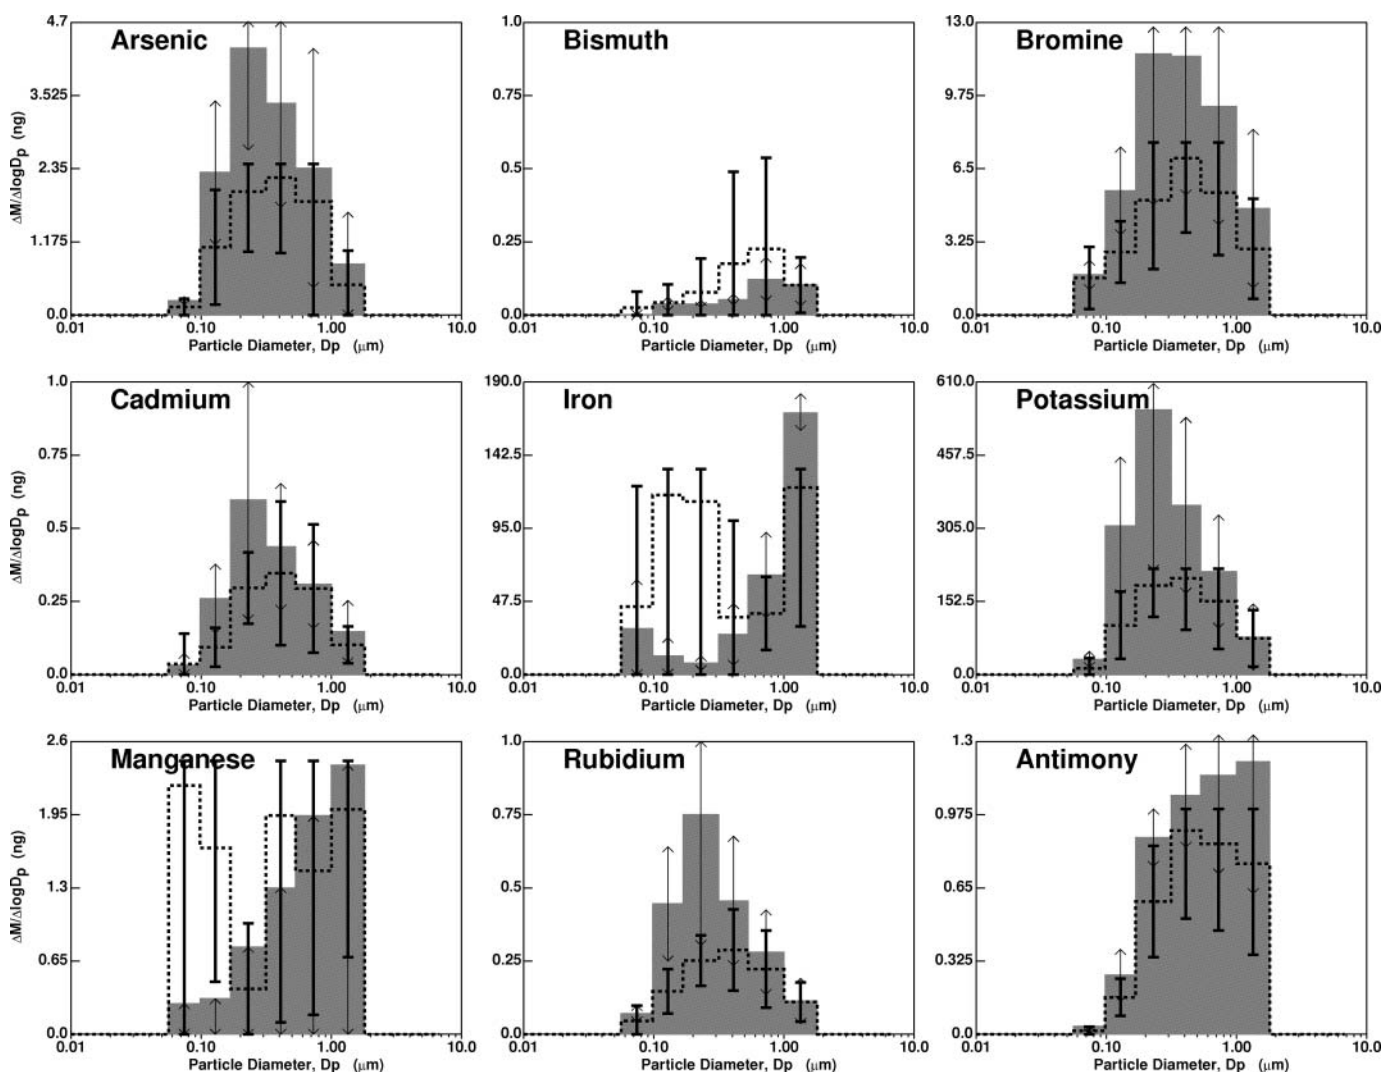 Arsenic
4.7
3.525
2.35
1.175
0.0
ΔM/ΔlogDp (ng)
0.01 0.10 1.00 10.0
Particle Diameter, Dp (μm)
Bismuth
1.0
0.75
0.5
0.25
0.0
0.01 0.10 1.00 10.0
Particle Diameter, Dp (μm)
Bromine
13.0
9.75
6.5
3.25
0.0
0.01 0.10 1.00 10.0
Particle Diameter, Dp (μm)
Cadmium
1.0
0.75
0.5
0.25
0.0
ΔM/ΔlogDp (ng)
0.01 0.10 1.00 10.0
Particle Diameter, Dp (μm)
Iron
190.0
142.5
95.0
47.5
0.0
0.01 0.10 1.00 10.0
Particle Diameter, Dp (μm)
Potassium
610.0
457.5
305.0
152.5
0.0
0.01 0.10 1.00 10.0
Particle Diameter, Dp (μm)
Manganese
2.6
1.95
1.3
0.65
0.0
ΔM/ΔlogDp (ng)
0.01 0.10 1.00 10.0
Particle Diameter, Dp (μm)
Rubidium
1.0
0.75
0.5
0.25
0.0
0.01 0.10 1.00 10.0
Particle Diameter, Dp (μm)
Antimony
1.3
0.975
0.65
0.325
0.0
0.01 0.10 1.00 10.0
Particle Diameter, Dp (μm)